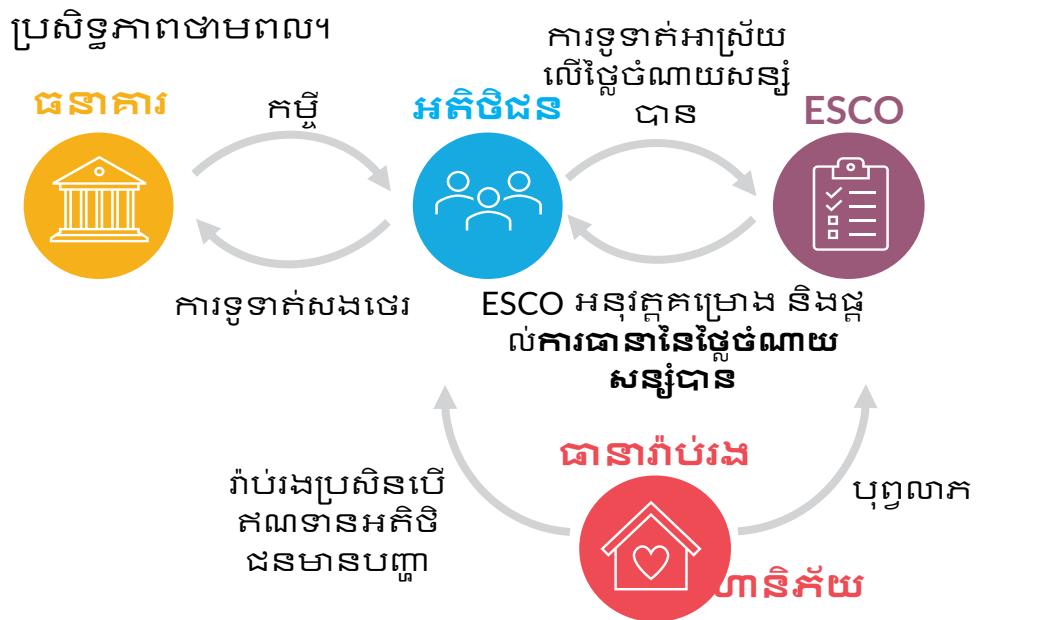 ប្រសិទ្ធភាពថាមពល។
ការទូទាត់អាស្រ័យ
លើថ្លៃចំណាយសន្សំ
បាន
ធនាគារ
កម្ចី
អតិថិជន
ESCO
ការទូទាត់សងថេរ
ESCO អនុវត្តគម្រោង និងផ្ត
ល់ការធានានៃថ្លៃចំណាយ
សន្សំបាន
ធានារ៉ាប់រង
រ៉ាប់រងប្រសិនបើ
ឥណទានអតិថិ
ជនមានបញ្ហា
បុព្វលាភ
ហានិភ័យ